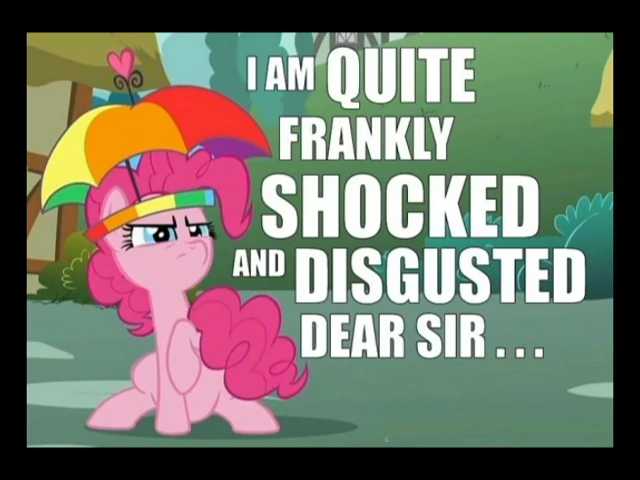 I AM QUITE
FRANKLY
SHOCKED
AND DISGUSTED
DEAR SIR . . .